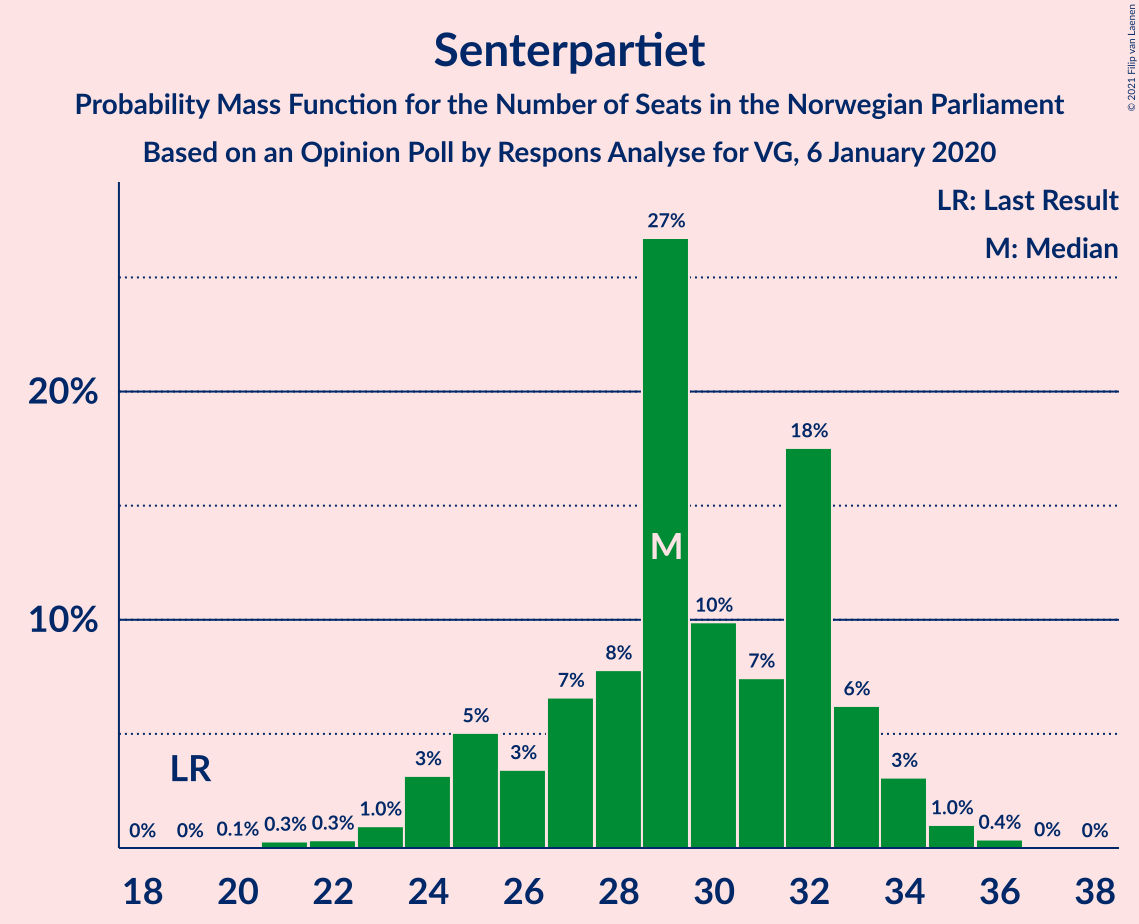 Senterpartiet
Probability Mass Function for the Number of Seats in the Norwegian Parliament
Based on an Opinion Poll by Respons Analyse for VG, 6 January 2020
© 2021 Filip van Laenen
LR: Last Result
M: Median
27%
20%
18%
M
10%
10%
8%
7%
7%
6%
5%
3%
3%
3%
LR
1.0%
1.0%
0% 0% 0.1% 0.3% 0.3% 0.4% 0% 0%
18 20 22 24 26 28 30 32 34 36 38